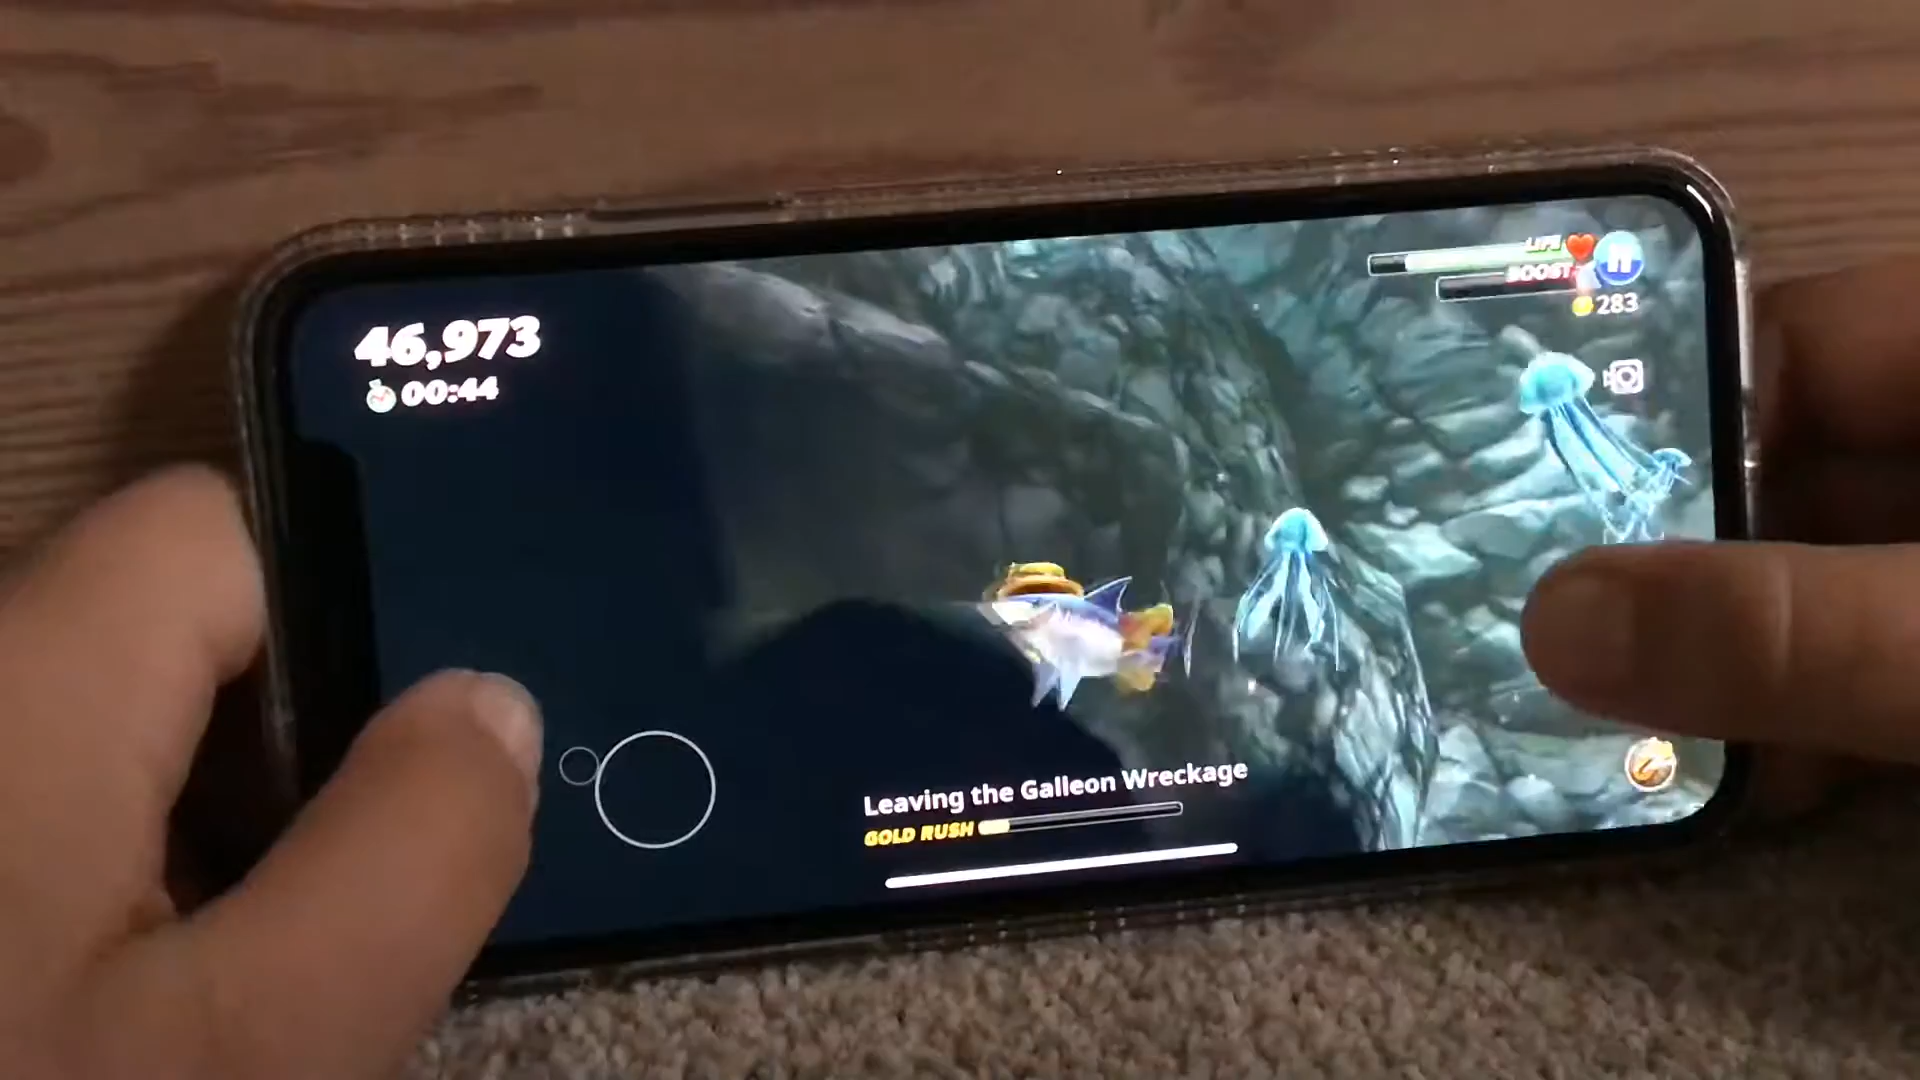 46,973
00:44
LIFE
BOOST
283
Leaving the Galleon Wreckage
GOLD RUSH